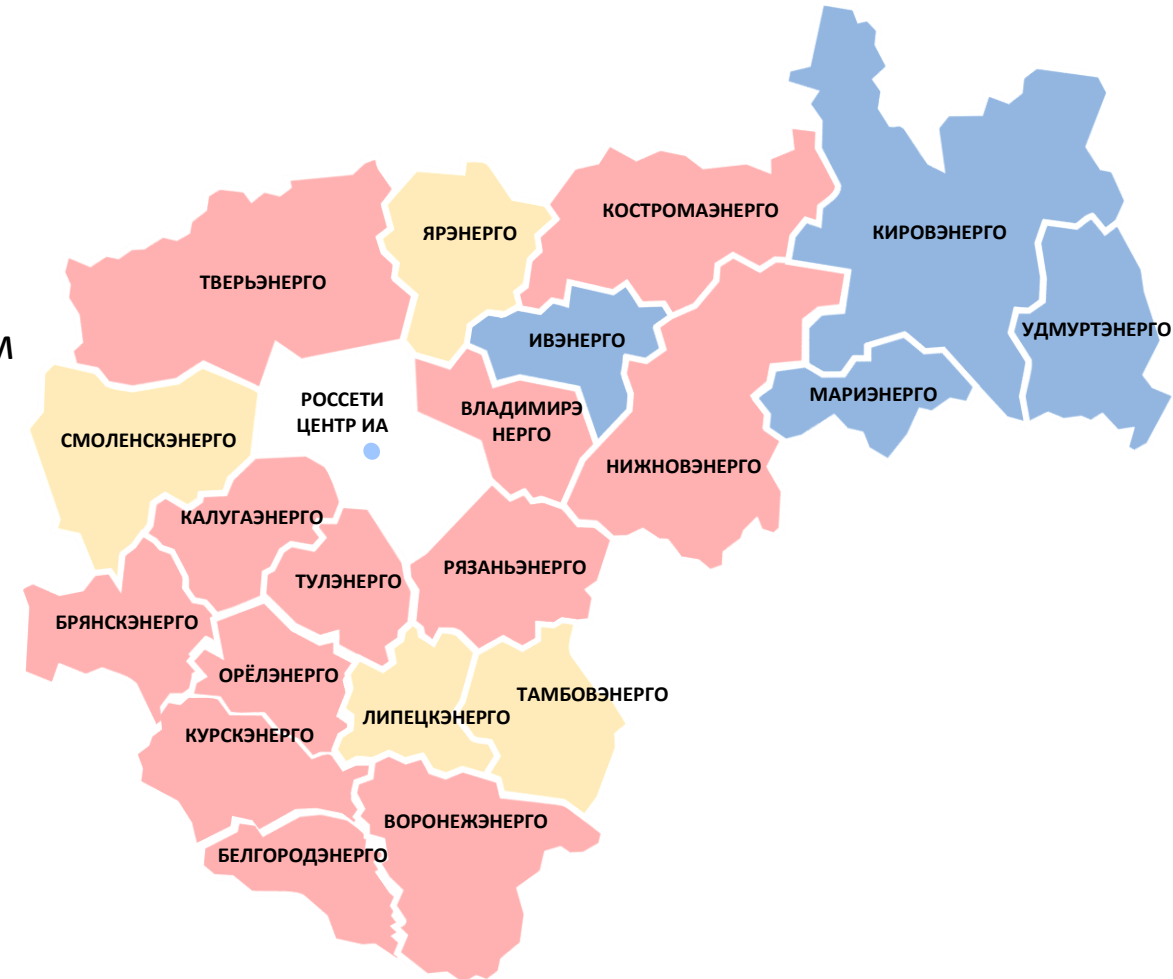 КОСТРОМАЭНЕРГО
ЯРЭНЕРГО
КИРОВЭНЕРГО
ТВЕРЬЭНЕРГО
УДМУРТЭНЕРГО
ИВЭНЕРГО
МАРИЭНЕРГО
РОССЕТИ
ЦЕНТР ИА
ВЛАДИМИРЭ
НЕРГО
СМОЛЕНСКЭНЕРГО
НИЖНОВЭНЕРГО
КАЛУГАЭНЕРГО
РЯЗАНЬЭНЕРГО
ТУЛЭНЕРГО
БРЯНСКЭНЕРГО
ОРЁЛЭНЕРГО
ТАМБОВЭНЕРГО
ЛИПЕЦКЭНЕРГО
КУРСКЭНЕРГО
ВОРОНЕЖЭНЕРГО
БЕЛГОРОДЭНЕРГО